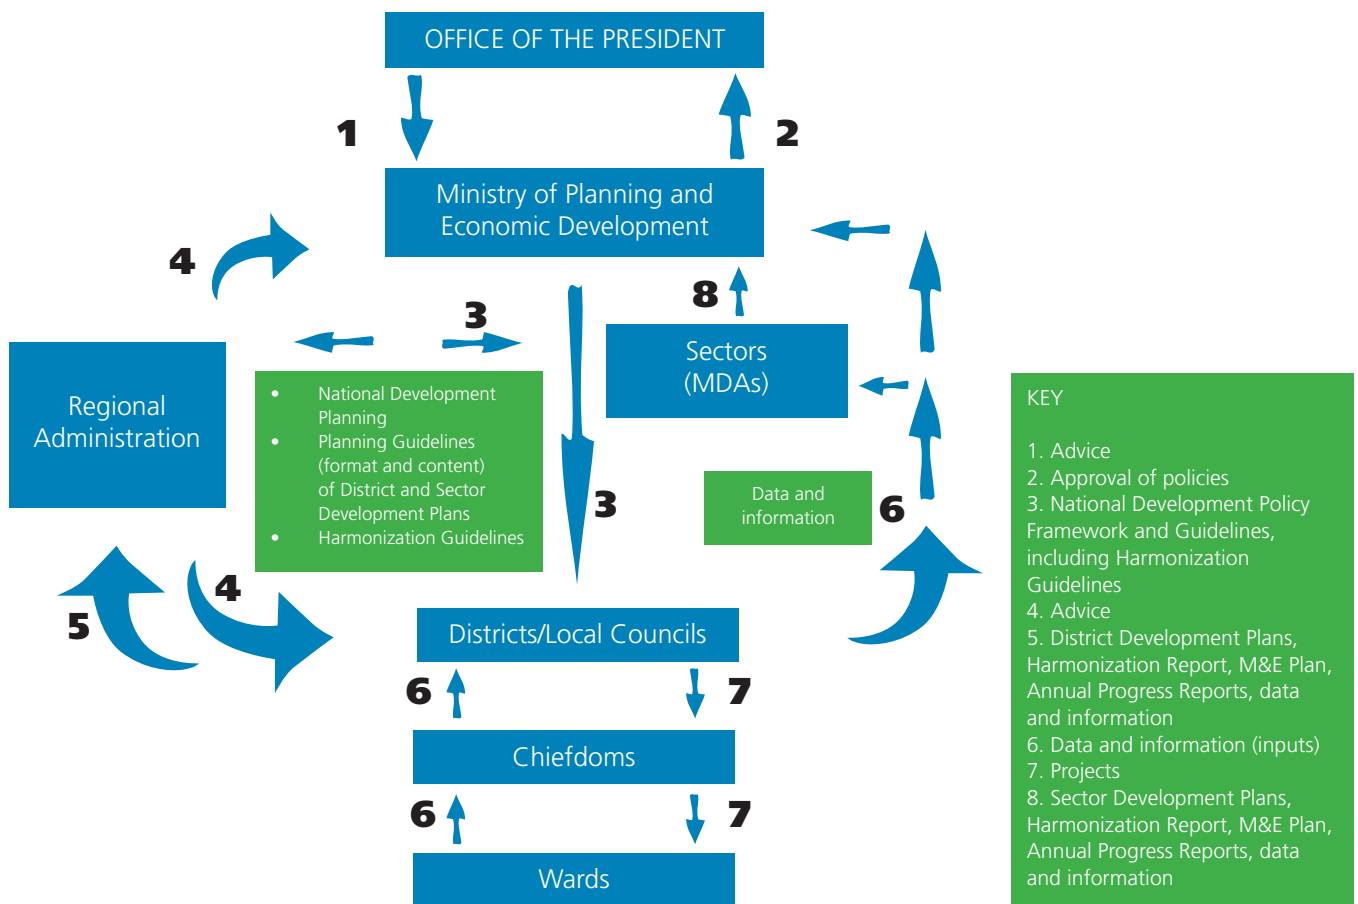 OFFICE OF THE PRESIDENT
1
2
Ministry of Planning and
Economic Development
4
8
3
Regional
Administration
• National Development
Planning
• Planning Guidelines
(format and content)
of District and Sector
Development Plans
• Harmonization Guidelines
Sectors
(MDAs)
3
Data and
information
6
5
4
Districts/Local Councils
6
7
Chiefdoms
6
7
Wards
KEY
1. Advice
2. Approval of policies
3. National Development Policy
Framework and Guidelines,
including Harmonization
Guidelines
4. Advice
5. District Development Plans,
Harmonization Report, M&E Plan,
Annual Progress Reports, data
and information
6. Data and information (inputs)
7. Projects
8. Sector Development Plans,
Harmonization Report, M&E Plan,
Annual Progress Reports, data
and information